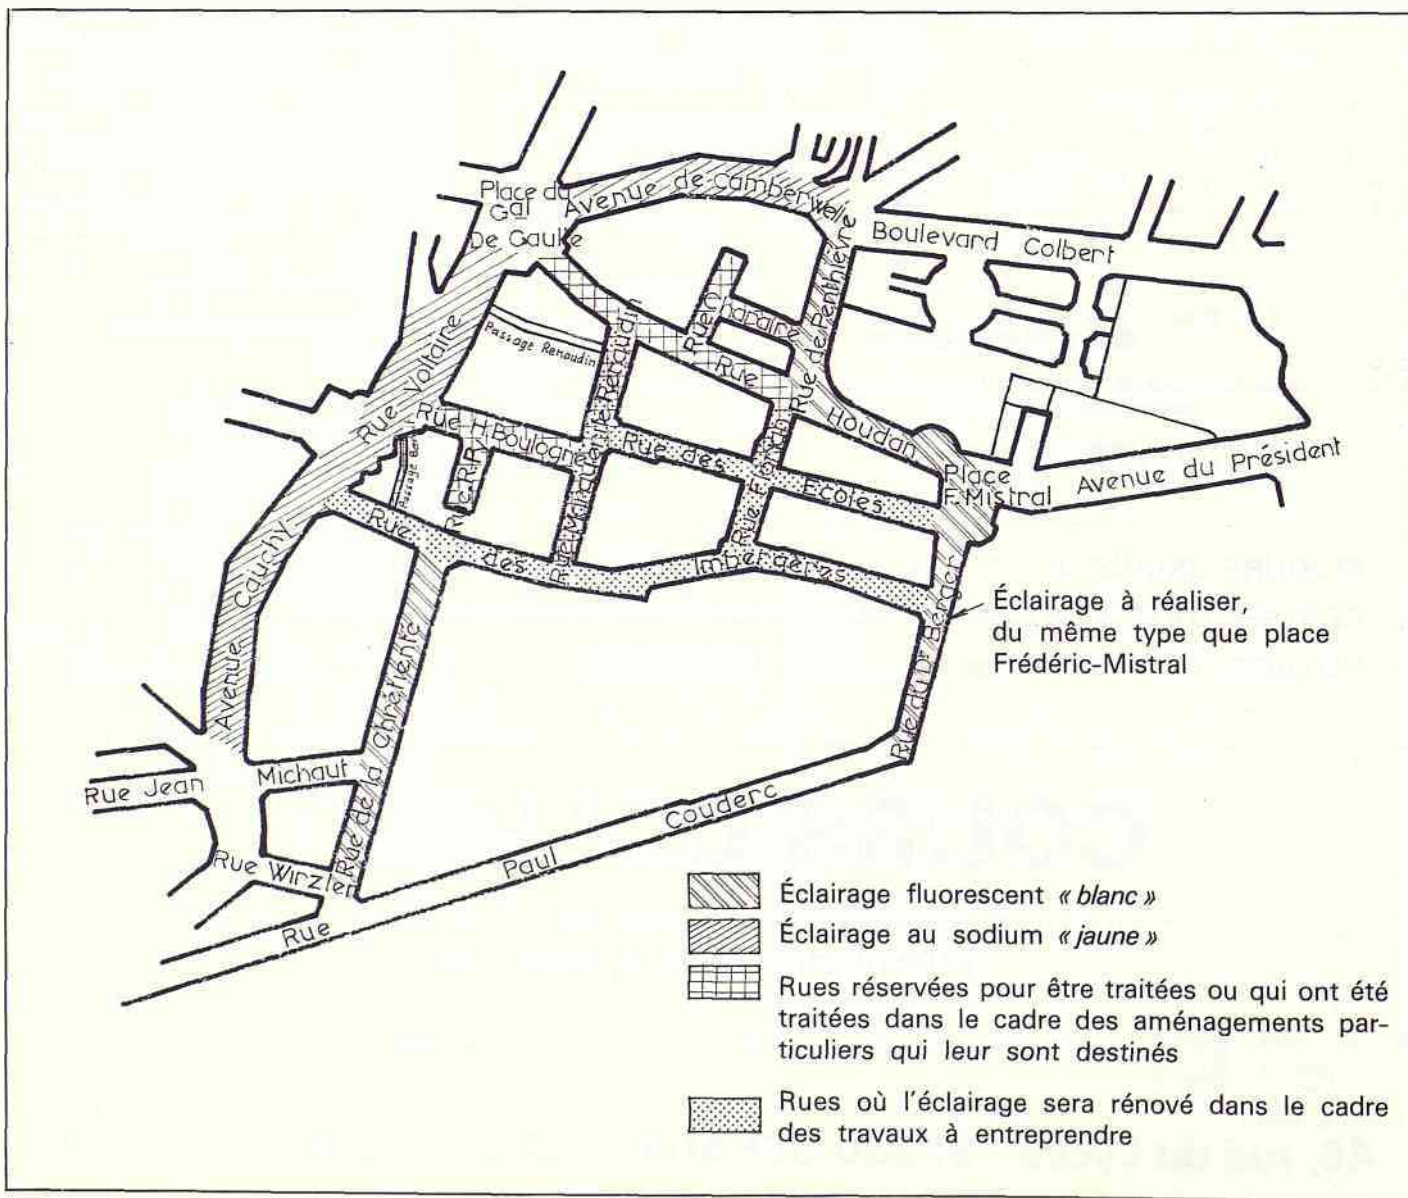 Place du
Gal
De Gaulle
Avenue de Camberwell
Boulevard Colbert
Rue de Penthièvre
Rue Charaire
Passage Renaudin
Rue Voltaire
Rue
Houdan
Rue H. Boulogne
Rue des Ecoles
Place
F. Mistral
Avenue du Président
Rue Florian
Rue des Imbergères
Avenue Cauchy
Rue de la Chrétienté
Rue du Dr Berger
Éclairage à réaliser,
du même type que place
Frédéric-Mistral
Rue Jean Michaut
Rue Wirzler
Rue Paul Couderc
Éclairage fluorescent « blanc »
Éclairage au sodium « jaune »
Rues réservées pour être traitées ou qui ont été
traitées dans le cadre des aménagements par-
ticuliers qui leur sont destinés
Rues où l'éclairage sera rénové dans le cadre
des travaux à entreprendre